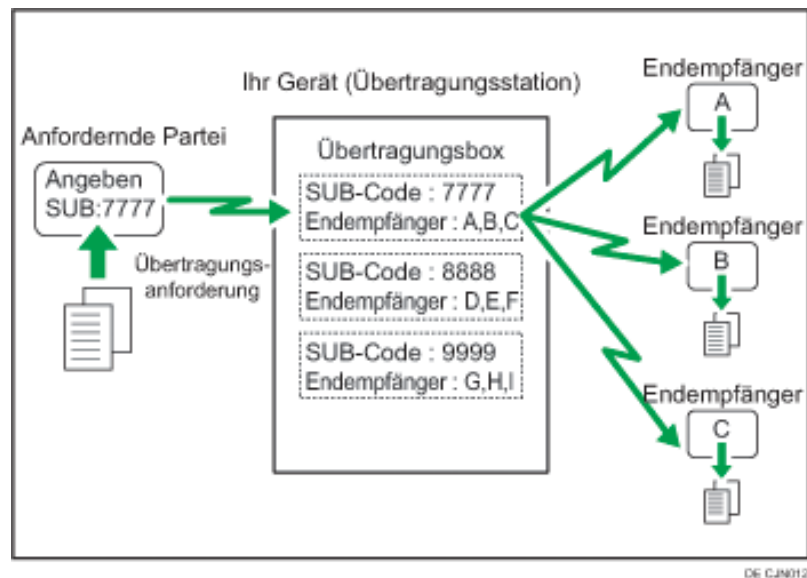 Ihr Gerät (Übertragungsstation)
Anfordernde Partei
Angeben
SUB:7777
Übertragungs-
anforderung
Übertragungsbox
SUB-Code : 7777
Endempfänger : A,B,C
SUB-Code : 8888
Endempfänger : D,E,F
SUB-Code : 9999
Endempfänger : G,H,I
Endempfänger
A
Endempfänger
B
Endempfänger
C
DE CJN012